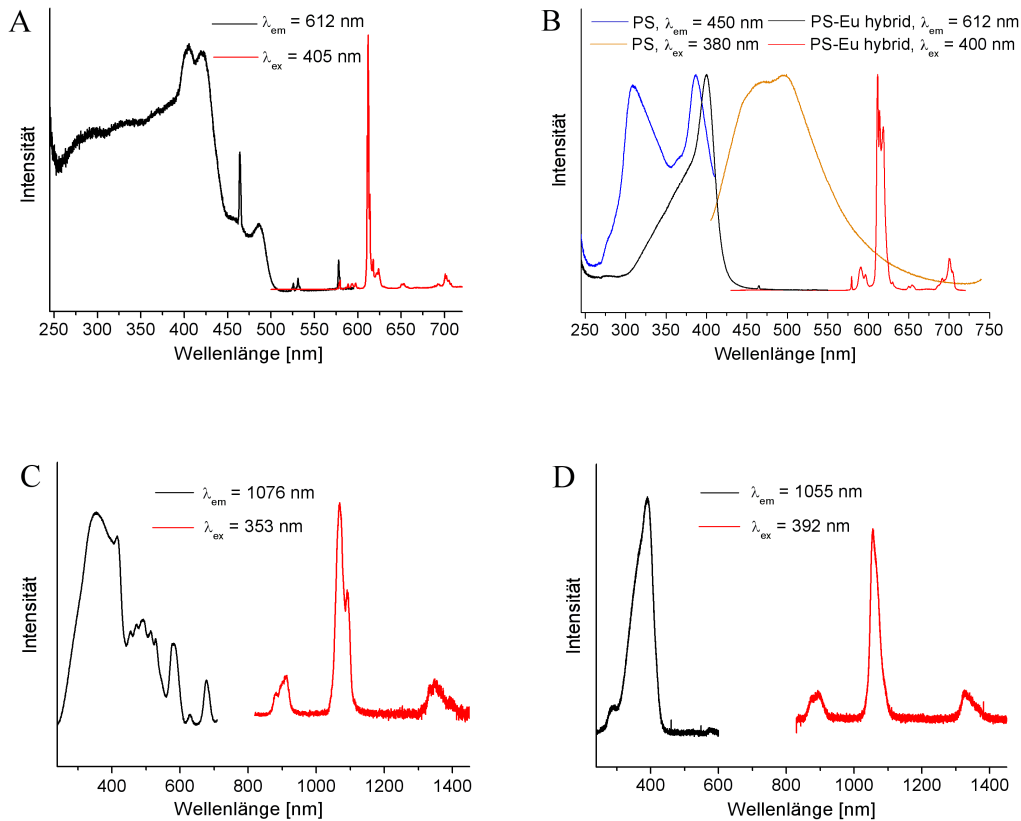 A
λem = 612 nm
λex = 405 nm
Intensität
250 300 350 400 450 500 550 600 650 700
Wellenlänge [nm]
B
PS, λem = 450 nm
PS-Eu hybrid, λem = 612 nm
PS, λex = 380 nm
PS-Eu hybrid, λex = 400 nm
Intensität
250 300 350 400 450 500 550 600 650 700 750
Wellenlänge [nm]
C
λem = 1076 nm
λex = 353 nm
Intensität
400 600 800 1000 1200 1400
Wellenlänge [nm]
D
λem = 1055 nm
λex = 392 nm
Intensität
400 600 800 1000 1200 1400
Wellenlänge [nm]